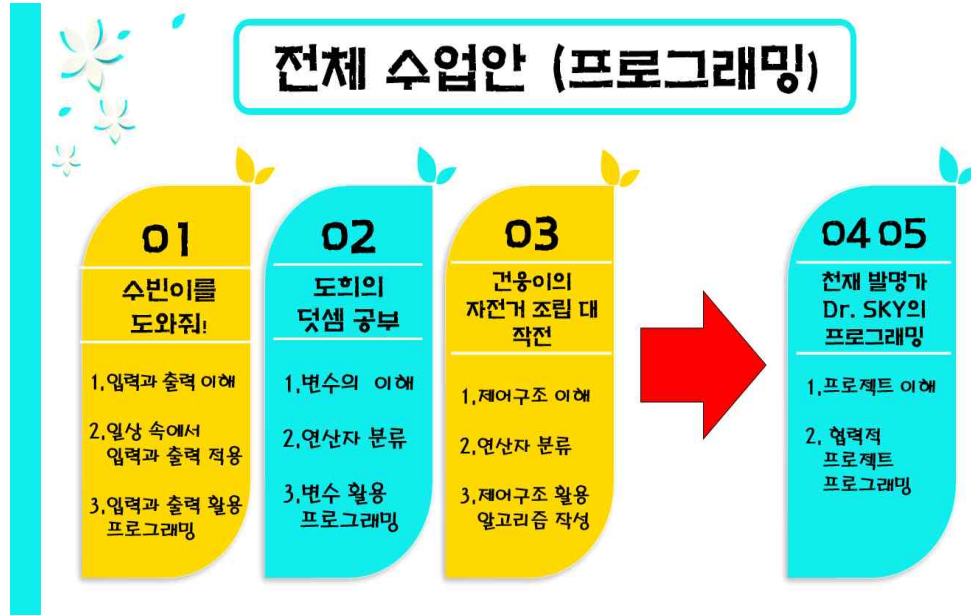 전체 수업안 (프로그래밍)
01
수빈이를
도와줘!
1.입력과 출력 이해
2.일상 속에서
입력과 출력 적용
3.입력과 출력 활용
프로그래밍
02
도희의
덧셈 공부
1.변수의 이해
2.연산자 분류
3.변수 활용
프로그래밍
03
건웅이의
자전거 조립 대
작전
1.제어구조 이해
2.연산자 분류
3.제어구조 활용
알고리즘 작성
04 05
천재 발명가
Dr. SKY의
프로그래밍
1.프로젝트 이해
2. 협력적
프로젝트
프로그래밍